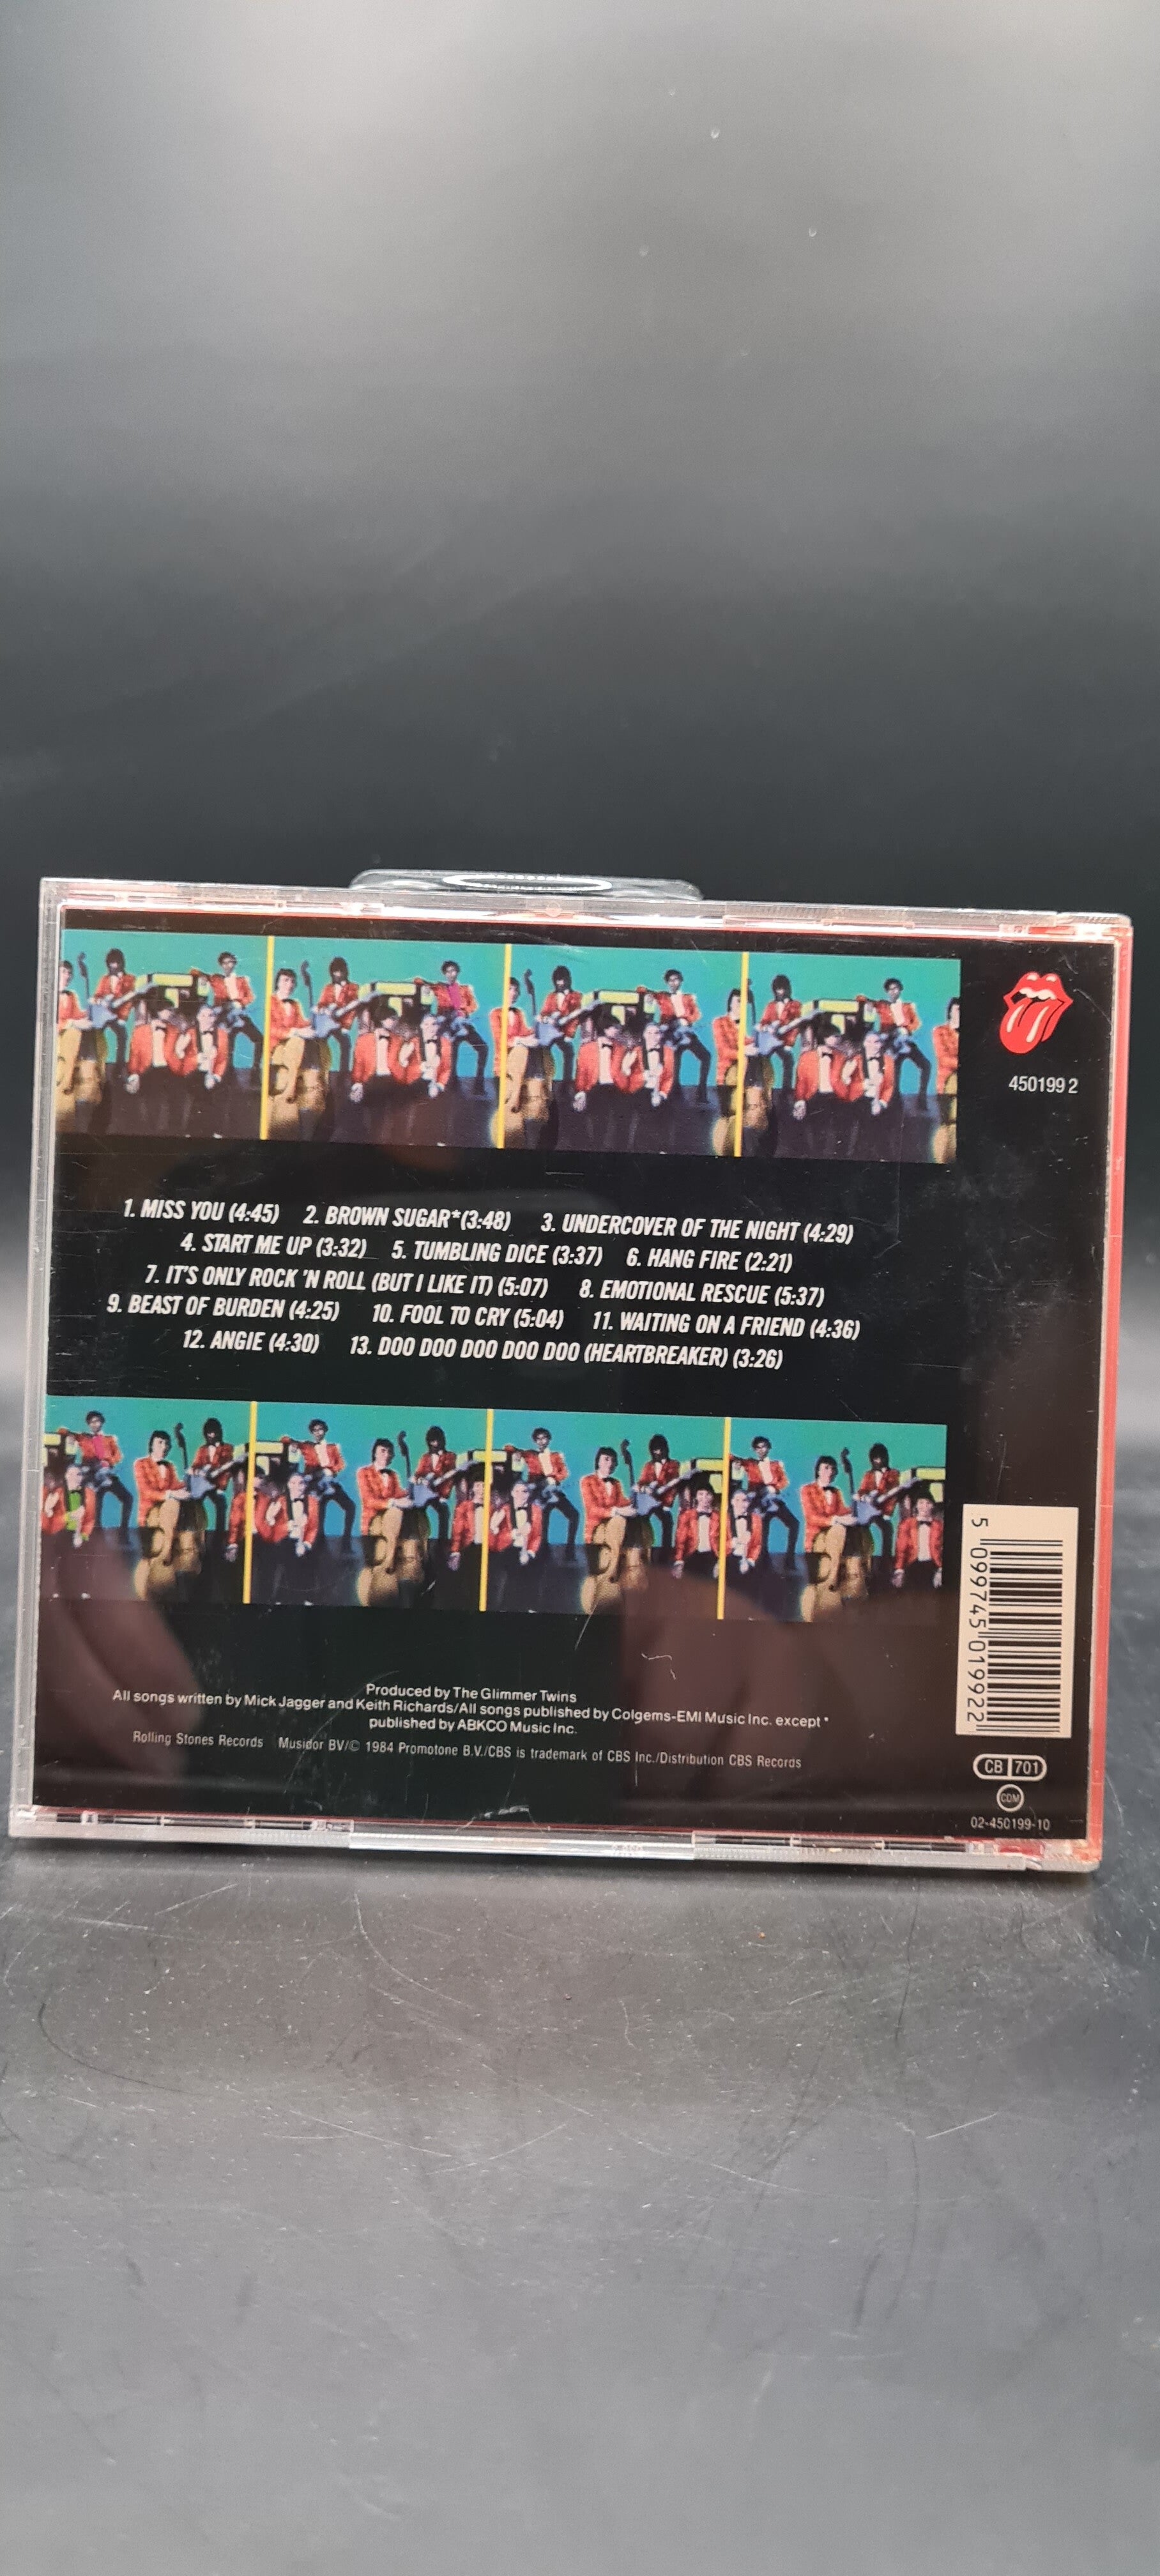 450199 2
1. MISS YOU (4:45) 2. BROWN SUGAR*(3:48) 3. UNDERCOVER OF THE NIGHT (4:29)
4. START ME UP (3:32) 5. TUMBLING DICE (3:37) 6. HANG FIRE (2:21)
7. IT'S ONLY ROCK 'N ROLL (BUT I LIKE IT) (5:07) 8. EMOTIONAL RESCUE (5:37)
9. BEAST OF BURDEN (4:25) 10. FOOL TO CRY (5:04) 11. WAITING ON A FRIEND (4:36)
12. ANGIE (4:30) 13. DOO DOO DOO DOO DOO (HEARTBREAKER) (3:26)
5 099745 019922
Produced by The Glimmer Twins
All songs written by Mick Jagger and Keith Richards/All songs published by Colgems-EMI Music Inc. except *
published by ABKCO Music Inc.
Rolling Stones Records Musidor BV/© 1984 Promotone B.V./CBS is trademark of CBS Inc./Distribution CBS Records
CB 701
CDM
02-450199-10